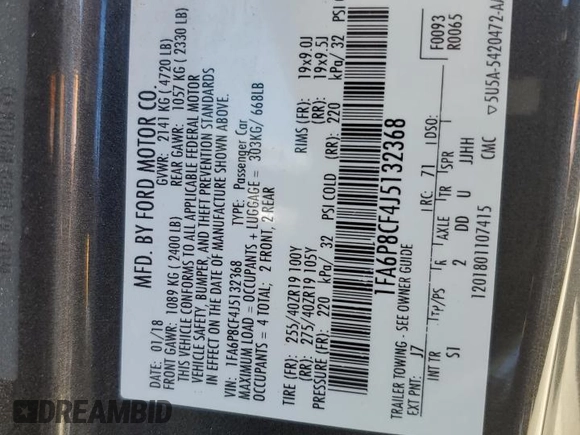 MFD. BY FORD MOTOR CO.
DATE: 01/18 GVWR: 2141 KG (4720 LB)
FRONT GAWR: 1089 KG (2400 LB) REAR GAWR: 1057 KG (2330 LB)
THIS VEHICLE CONFORMS TO ALL APPLICABLE FEDERAL MOTOR
VEHICLE SAFETY, BUMPER, AND THEFT PREVENTION STANDARDS
IN EFFECT ON THE DATE OF MANUFACTURE SHOWN ABOVE.
VIN: 1FA6P8CF4J5132368 TYPE: Passenger Car
MAXIMUM LOAD = OCCUPANTS + LUGGAGE = 303KG/ 668LB
OCCUPANTS = 4 TOTAL; 2 FRONT, 2 REAR
TIRE (FR): 255/40ZR19 100Y RIMS (FR): 19x9.0J
(RR): 275/40ZR19 105Y (RR): 19x9.5J
PRESSURE (FR): 220 kPa/ 32 PSI COLD (RR): 220 kPa/ 32 PSI C
1FA6P8CF4J5132368
TRAILER TOWING - SEE OWNER GUIDE F0093
EXT PNT: J7 RC: 71 DSO: R0065
INT TR TP/PS R AXLE TR SPR
S1 2 DD U JJHH
1201801107415 CMC ▽5U5A-5420472-A
DREAMBID